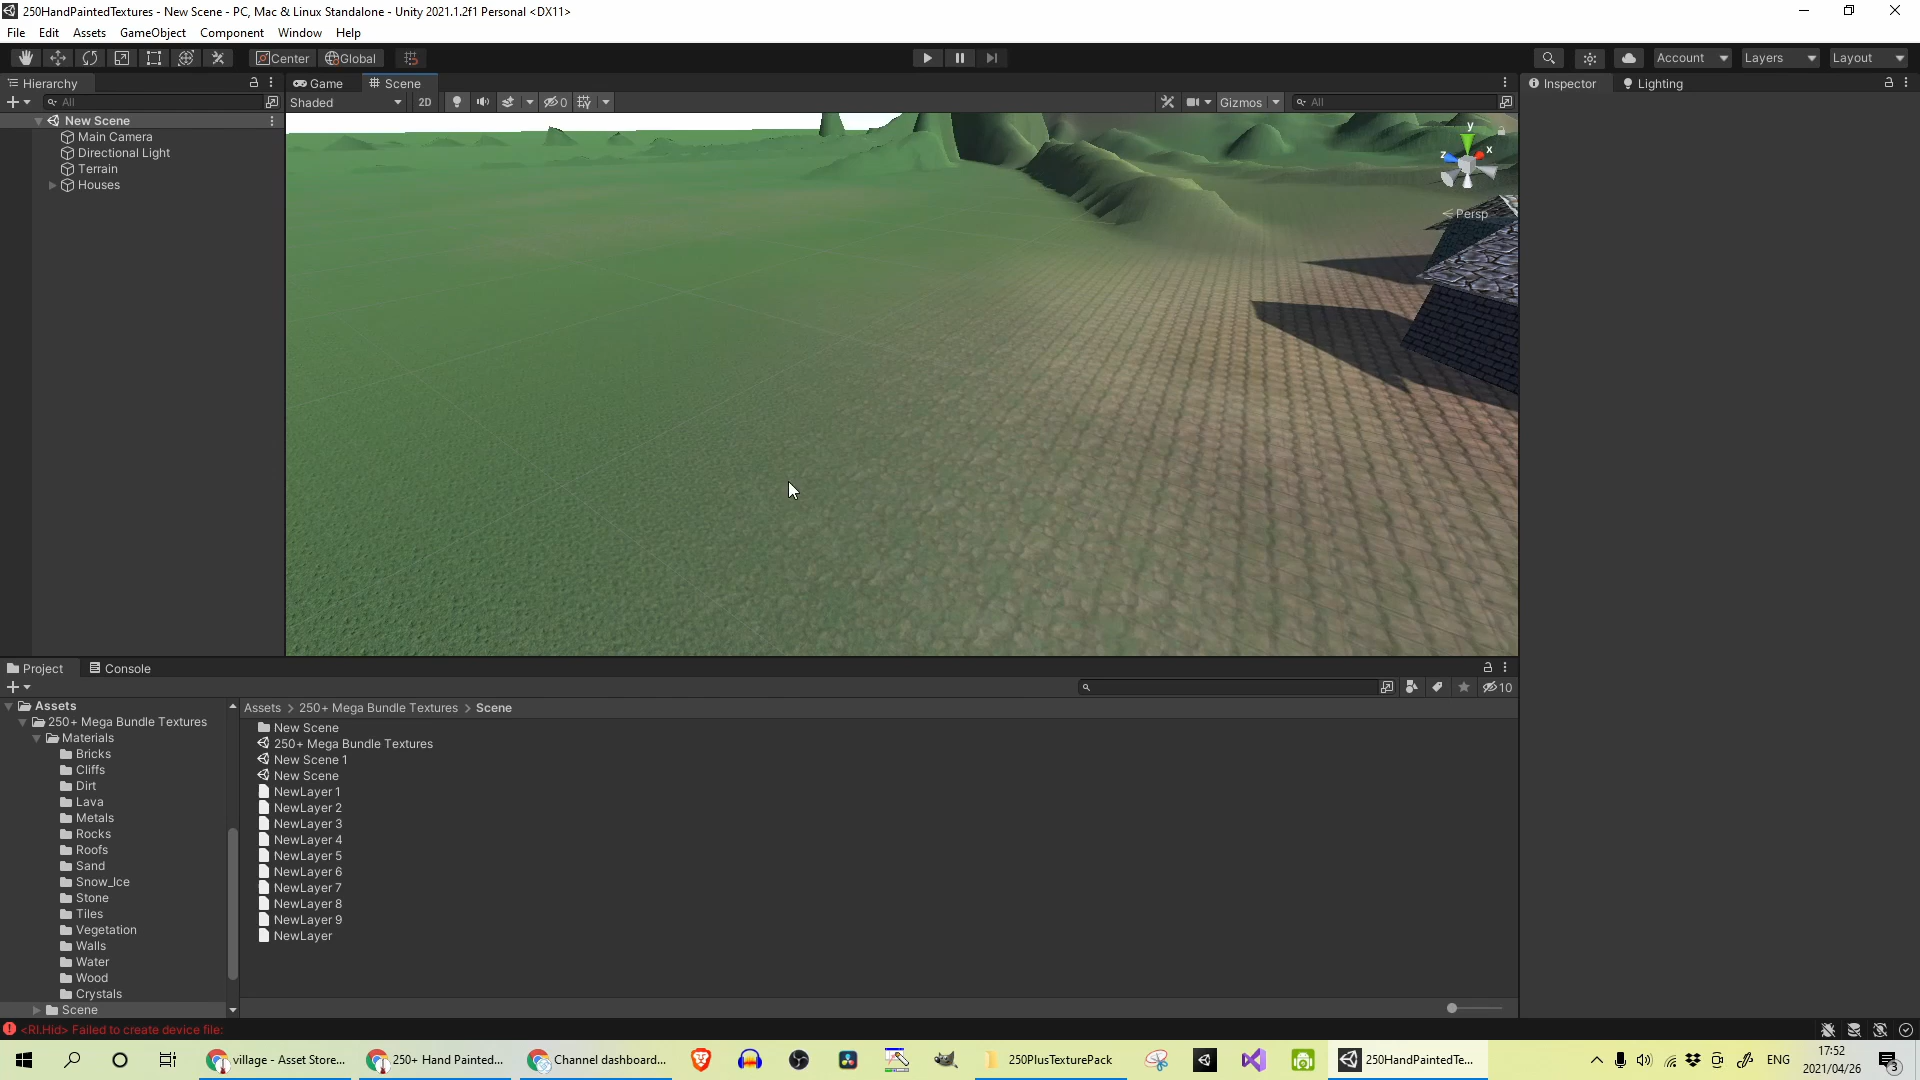 250HandPaintedTextures - New Scene - PC, Mac & Linux Standalone - Unity 2021.1.2f1 Personal <DX11>
File Edit Assets GameObject Component Window Help
Center Global Account Layers Layout
Hierarchy Game Scene Inspector Lighting
All Shaded 2D 0 Gizmos All
New Scene
Main Camera
Directional Light
Terrain
Houses
y
x
z
Persp
Project Console
10
Assets
250+ Mega Bundle Textures
Materials
Bricks
Cliffs
Dirt
Lava
Metals
Rocks
Roofs
Sand
Snow_Ice
Stone
Tiles
Vegetation
Walls
Water
Wood
Crystals
Scene
Assets > 250+ Mega Bundle Textures > Scene
New Scene
250+ Mega Bundle Textures
New Scene 1
New Scene
NewLayer 1
NewLayer 2
NewLayer 3
NewLayer 4
NewLayer 5
NewLayer 6
NewLayer 7
NewLayer 8
NewLayer 9
NewLayer
<RI.Hid> Failed to create device file:
village - Asset Store... 250+ Hand Painted... Channel dashboard... 250PlusTexturePack 250HandPaintedTe... ENG
17:52
2021/04/26
3